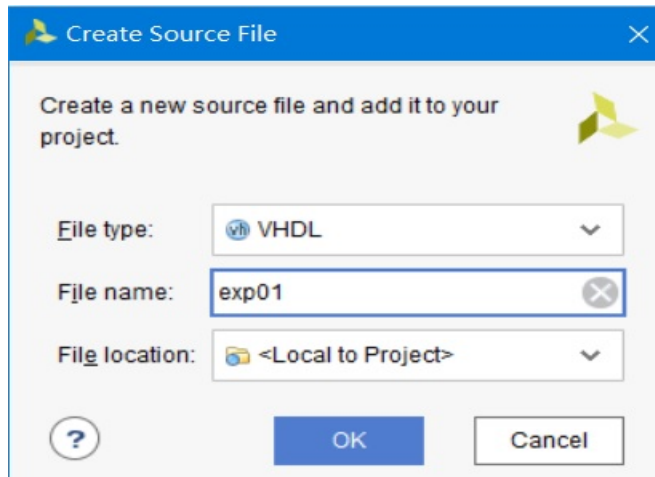 Create Source File
Create a new source file and add it to your
project.
File type:
VHDL
File name:
exp01
File location:
<Local to Project>
?
OK
Cancel